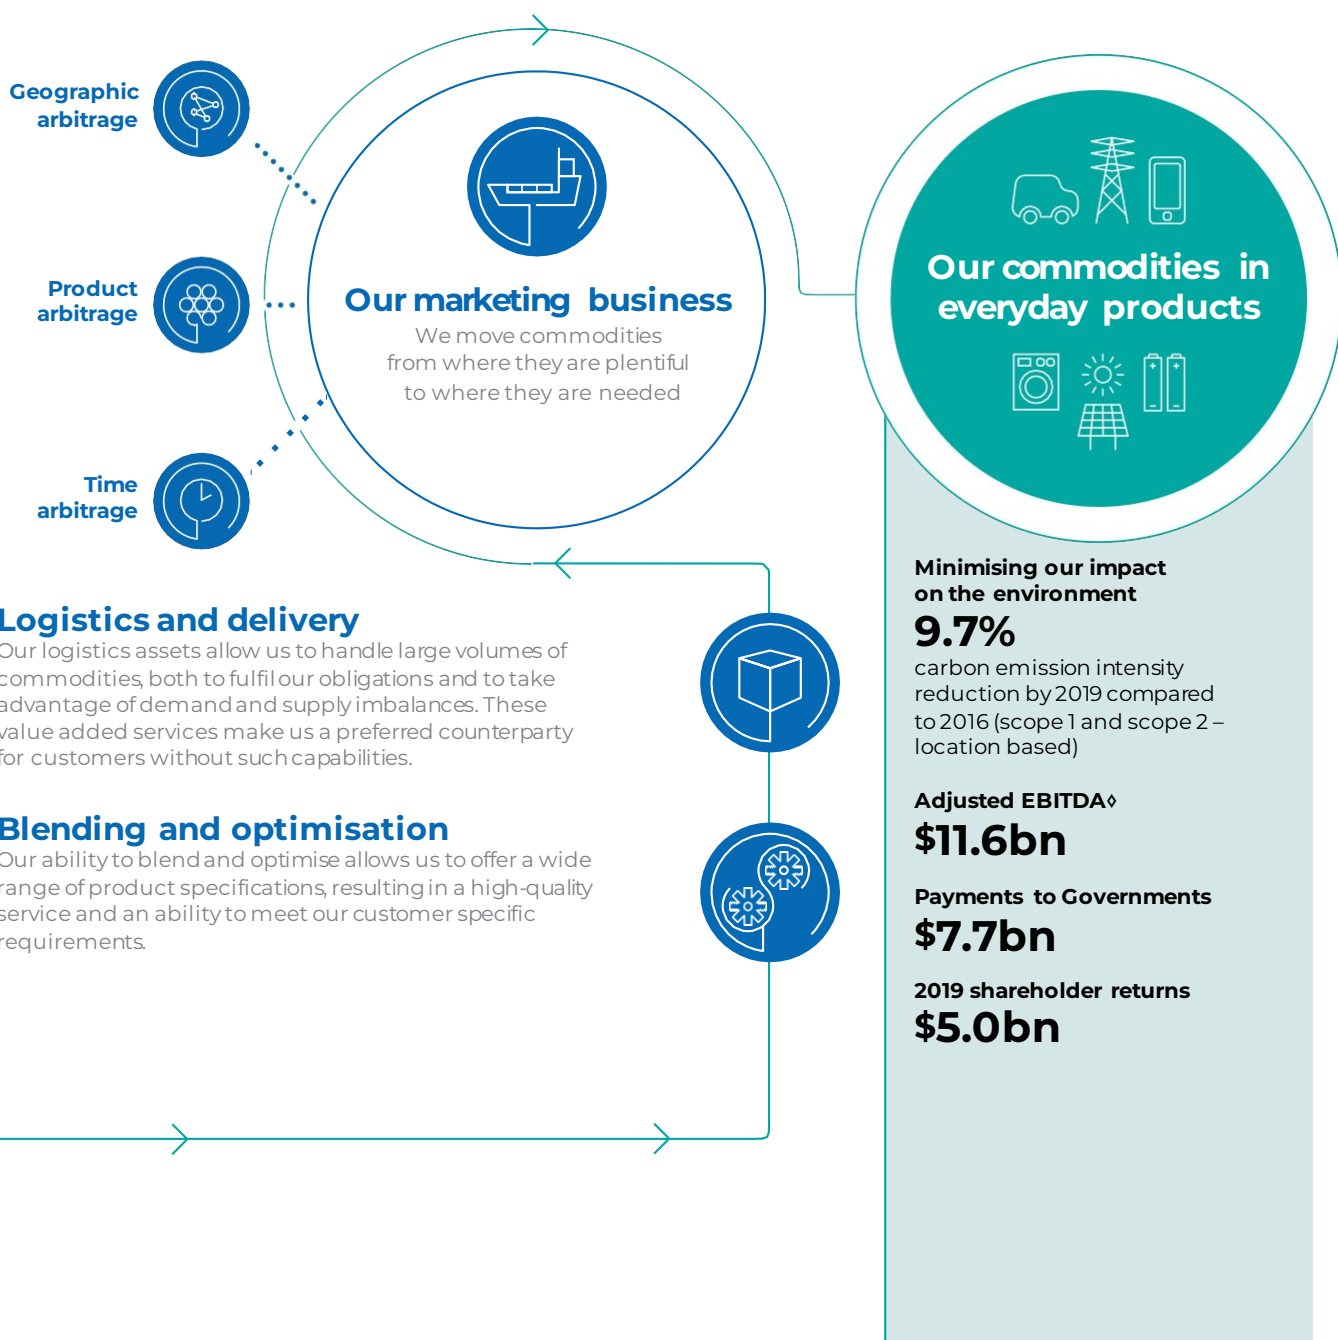 Geographic
arbitrage
Product
arbitrage
Time
arbitrage
Our marketing business
We move commodities
from where they are plentiful
to where they are needed
Logistics and delivery
Our logistics assets allow us to handle large volumes of
commodities, both to fulfil our obligations and to take
advantage of demand and supply imbalances. These
value added services make us a preferred counterparty
for customers without such capabilities.
Blending and optimisation
Our ability to blend and optimise allows us to offer a wide
range of product specifications, resulting in a high-quality
service and an ability to meet our customer specific
requirements.
Our commodities in
everyday products
Minimising our impact
on the environment
9.7%
carbon emission intensity
reduction by 2019 compared
to 2016 (scope 1 and scope 2 –
location based)
Adjusted EBITDA◊
$11.6bn
Payments to Governments
$7.7bn
2019 shareholder returns
$5.0bn